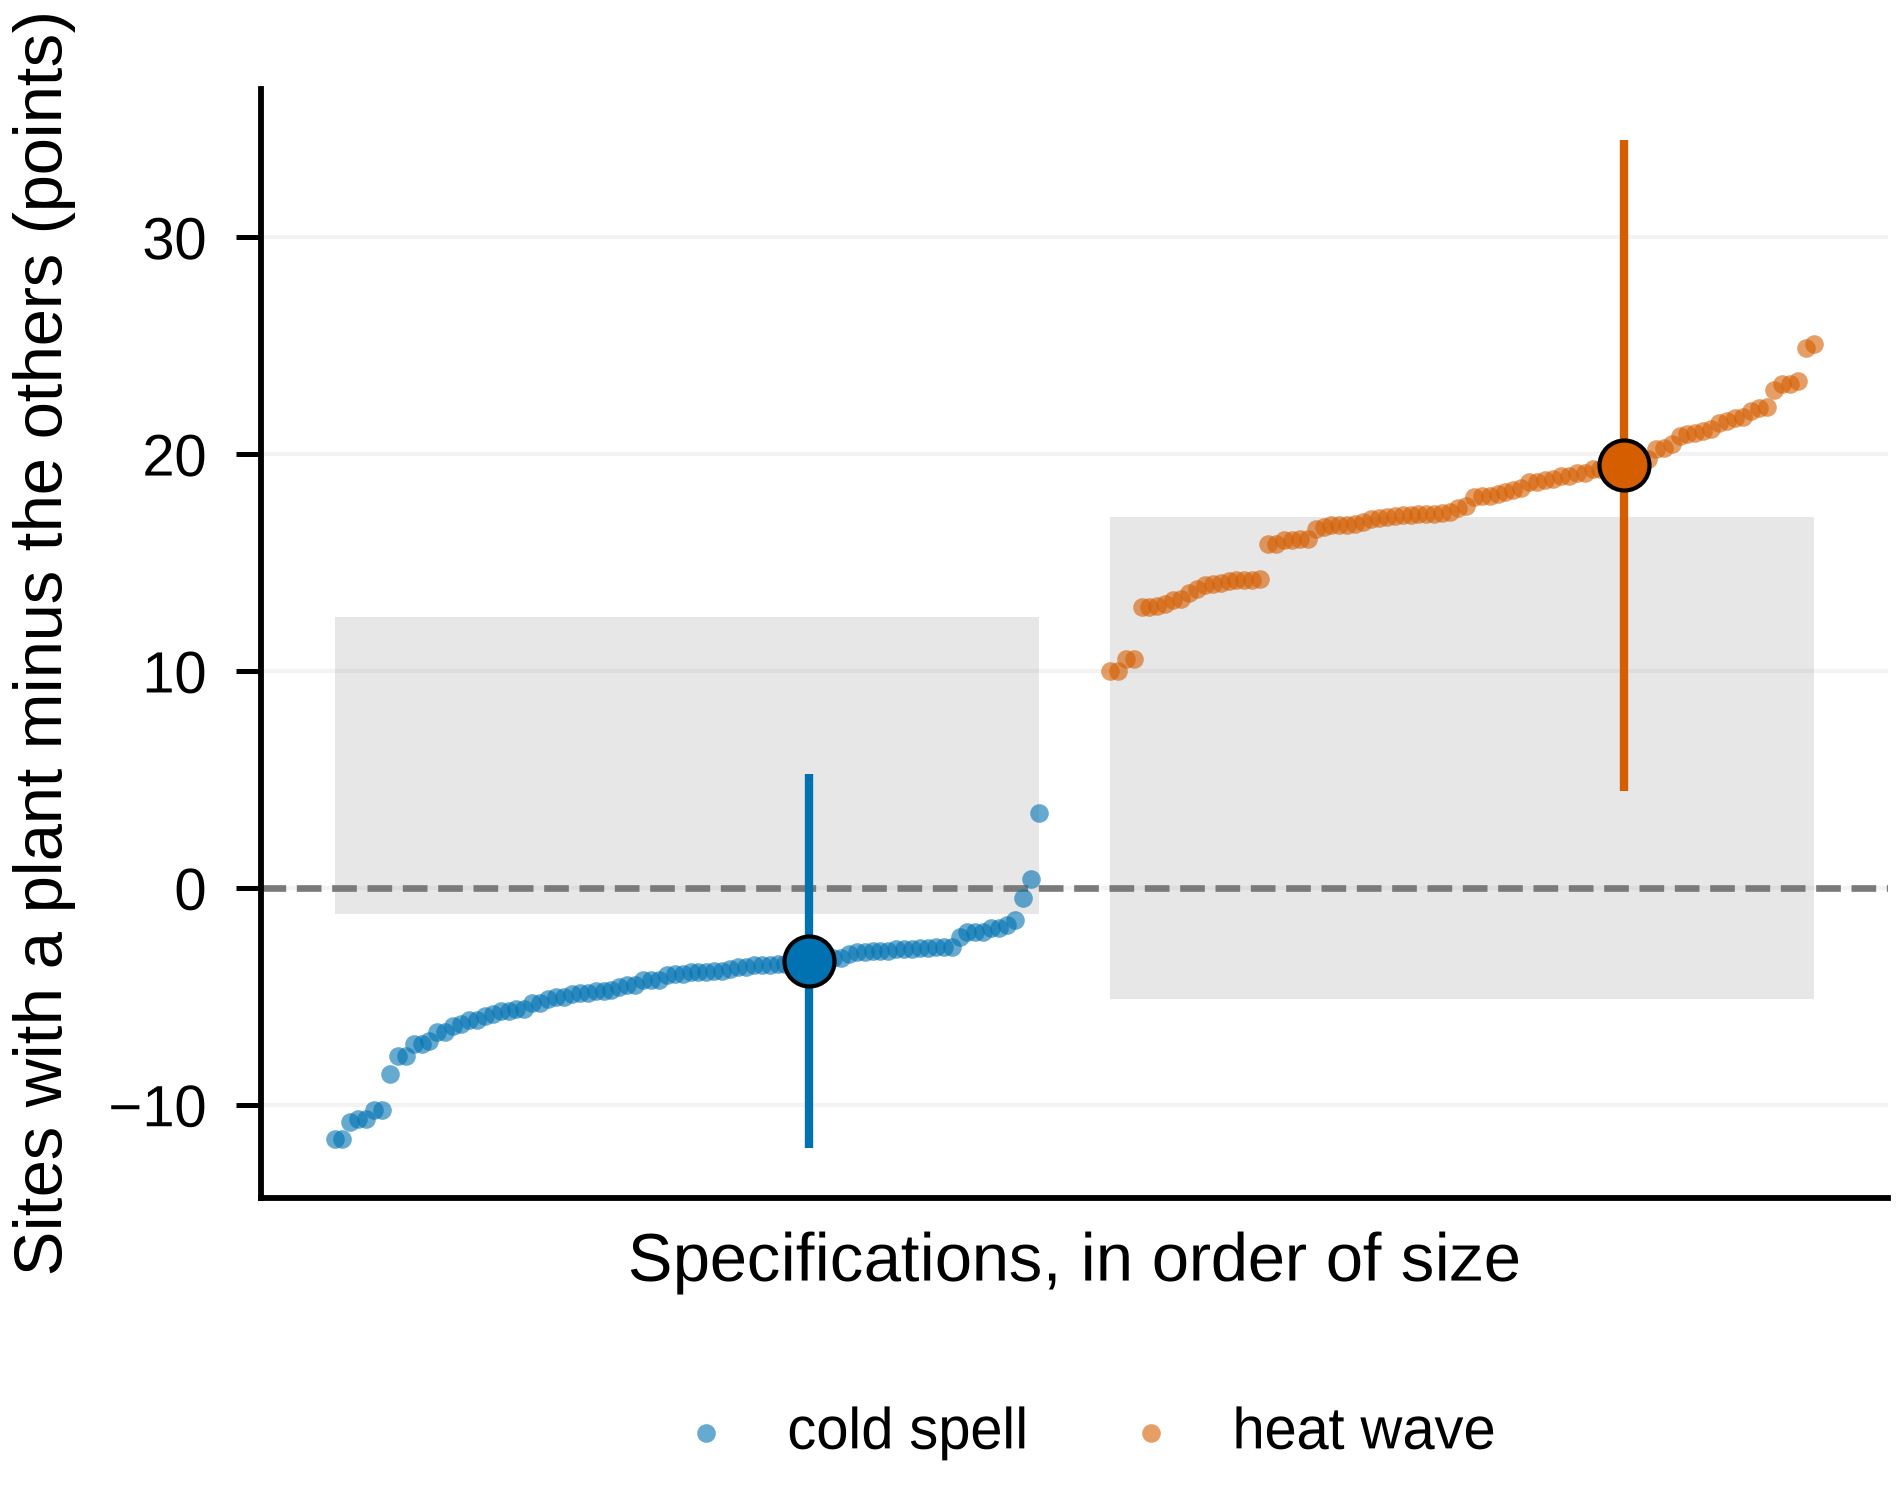 Sites with a plant minus the others (points)
30
20
10
0
−10
Specifications, in order of size
cold spell
heat wave